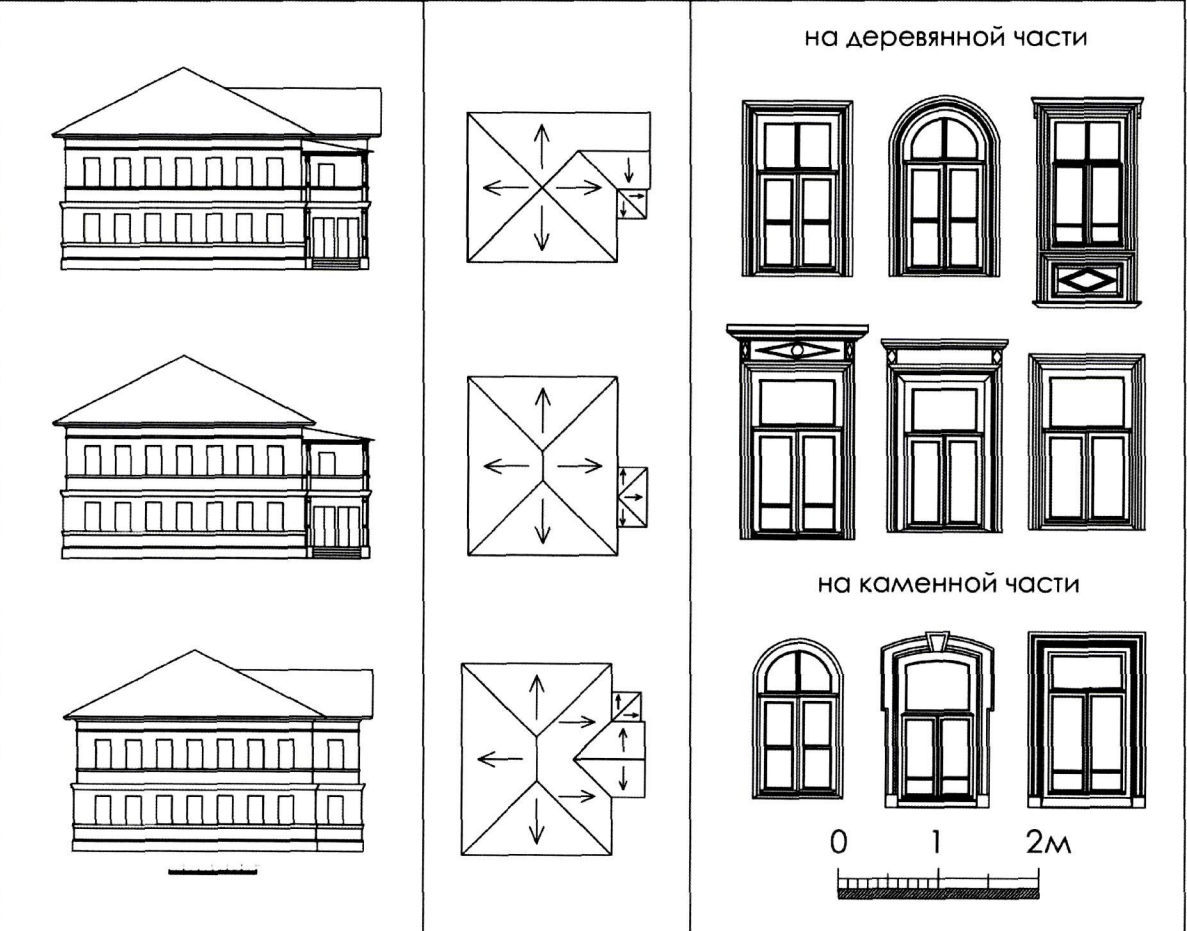 на деревянной части
на каменной части
0 1 2м